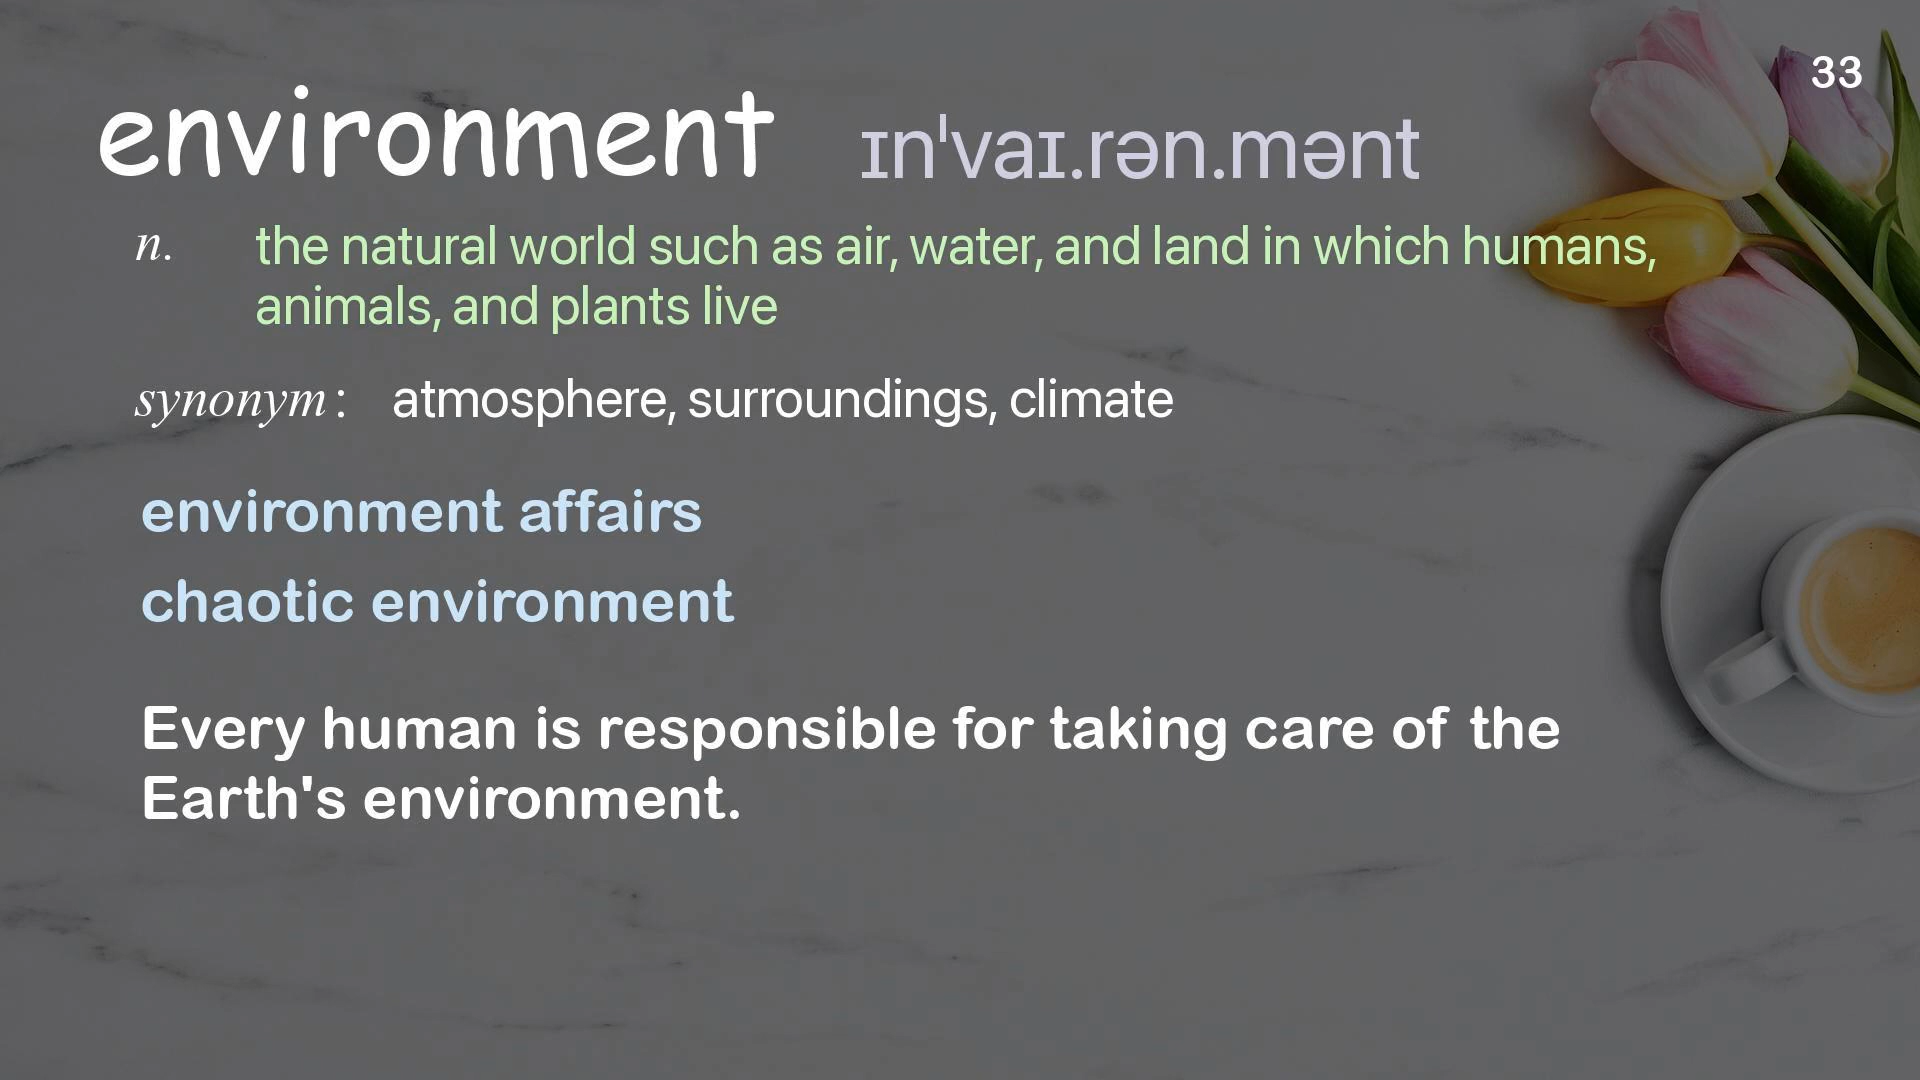 33
environment ɪnˈvaɪ.rən.mənt
n. the natural world such as air, water, and land in which humans,
animals, and plants live
synonym : atmosphere, surroundings, climate
environment affairs
chaotic environment
Every human is responsible for taking care of the
Earth's environment.